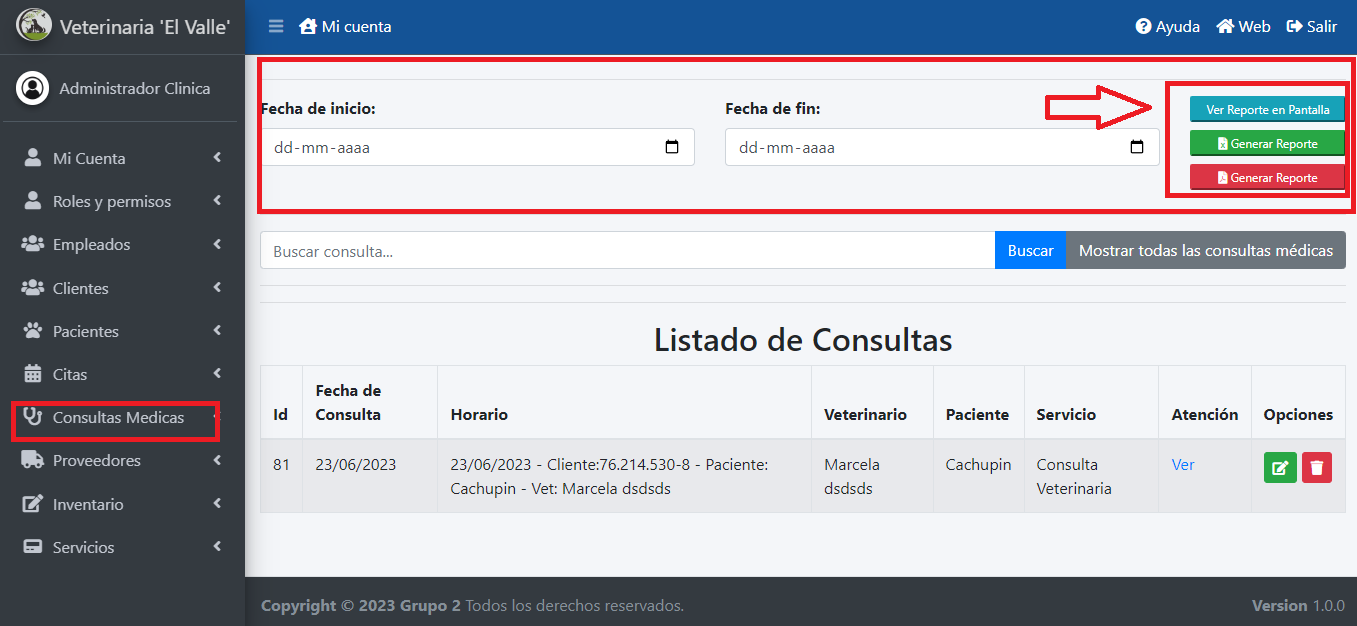 Veterinaria 'El Valle'
Mi cuenta
Ayuda
Web
Salir
Administrador Clinica
Mi Cuenta
Roles y permisos
Empleados
Clientes
Pacientes
Citas
Consultas Medicas
Proveedores
Inventario
Servicios
Fecha de inicio:
dd-mm-aaaa
Fecha de fin:
dd-mm-aaaa
Ver Reporte en Pantalla
Generar Reporte
Generar Reporte
Buscar consulta...
Buscar
Mostrar todas las consultas médicas
Listado de Consultas
Id
Fecha de
Consulta
Horario
Veterinario
Paciente
Servicio
Atención
Opciones
81
23/06/2023
23/06/2023 - Cliente:76.214.530-8 - Paciente:
Cachupin - Vet: Marcela dsdsds
Marcela
dsdsds
Cachupin
Consulta
Veterinaria
Ver
Copyright © 2023 Grupo 2 Todos los derechos reservados.
Version 1.0.0